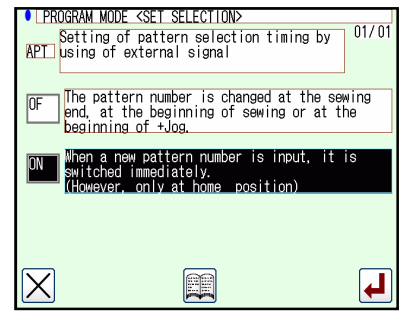 PROGRAM MODE <SET SELECTION>
01/01
APT
Setting of pattern selection timing by
using of external signal
OF
The pattern number is changed at the sewing
end, at the beginning of sewing or at the
beginning of +Jog.
ON
When a new pattern number is input, it is
switched immediately.
(However, only at home position)